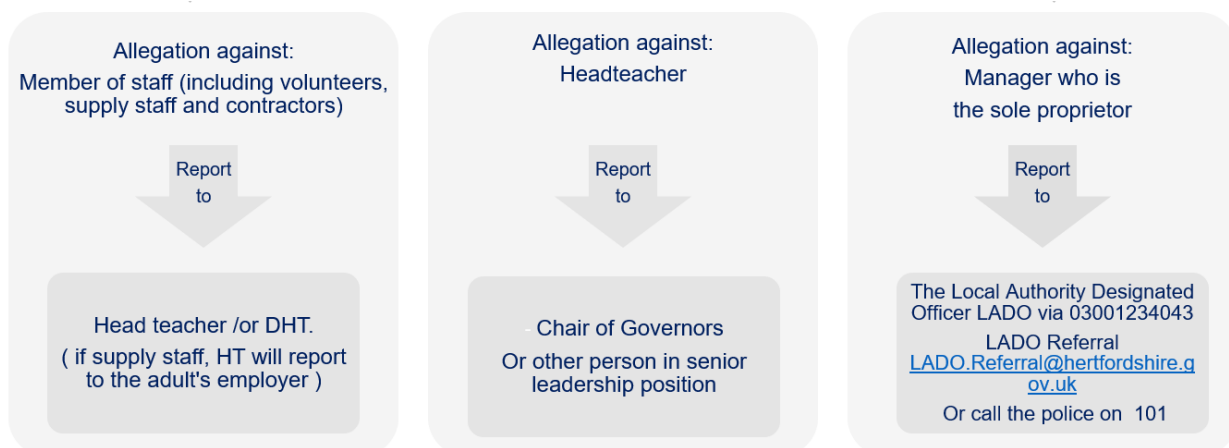 Allegation against:
Member of staff (including volunteers,
supply staff and contractors)
Report
to
Head teacher /or DHT.
( if supply staff, HT will report
to the adult's employer )
Allegation against:
Headteacher
Report
to
- Chair of Governors
Or other person in senior
leadership position
Allegation against:
Manager who is
the sole proprietor
Report
to
The Local Authority Designated
Officer LADO via 03001234043
LADO Referral
LADO.Referral@hertfordshire.g
ov.uk
Or call the police on  101